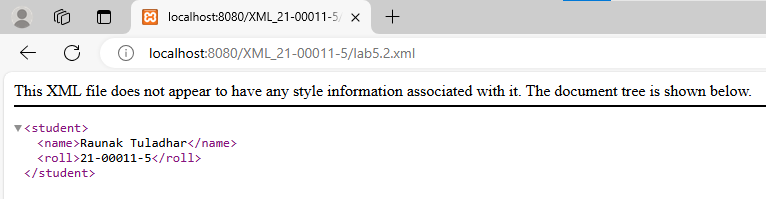 localhost:8080/XML_21-00011-5/
localhost:8080/XML_21-00011-5/lab5.2.xml
This XML file does not appear to have any style information associated with it. The document tree is shown below.
<student>
<name>Raunak Tuladhar</name>
<roll>21-00011-5</roll>
</student>